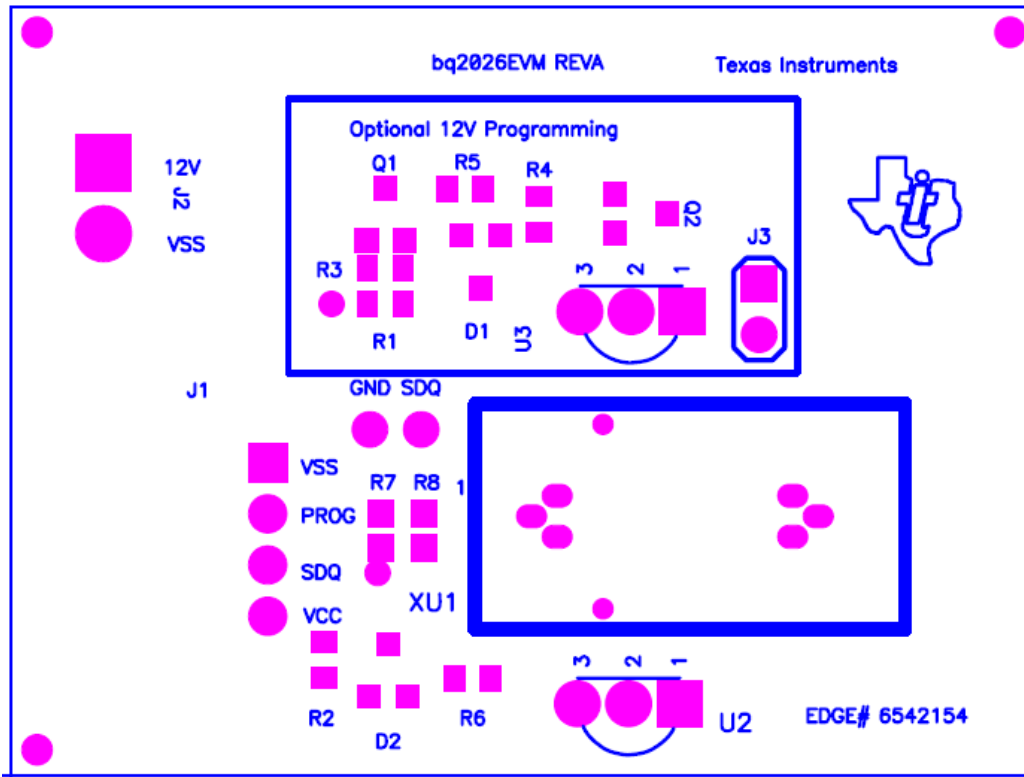 bq2026EVM REVA
Texas Instruments
Optional 12V Programming
Q1
R5
R4
12V
J2
VSS
Q2
J3
R3
3 2 1
R1
D1
U3
J1
GND SDQ
VSS
R7 R8
1
PROG
SDQ
XU1
VCC
3 2 1
R2
D2
R6
U2
EDGE# 6542154